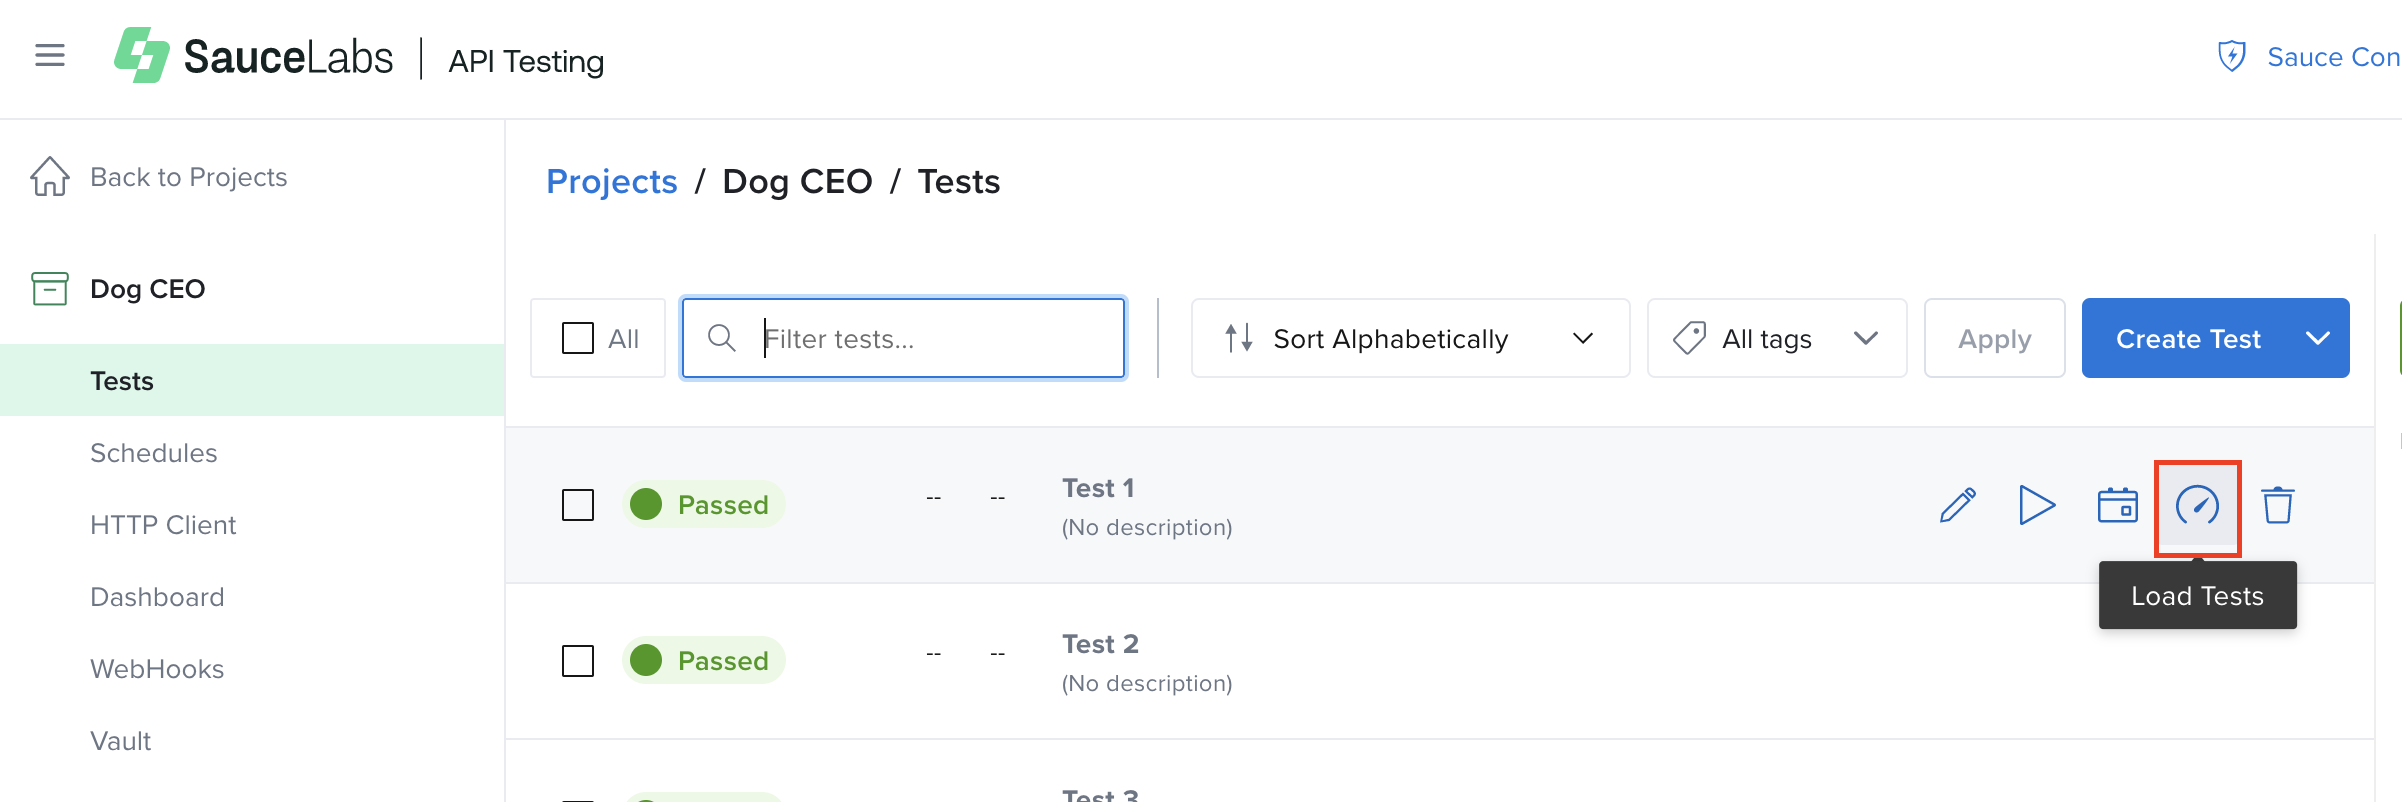 SauceLabs | API Testing
Sauce Con
Back to Projects
Dog CEO
Tests
Schedules
HTTP Client
Dashboard
WebHooks
Vault
Projects / Dog CEO / Tests
All
Filter tests...
Sort Alphabetically
All tags
Apply
Create Test
Passed -- -- Test 1
(No description)
Load Tests
Passed -- -- Test 2
(No description)
Test 3